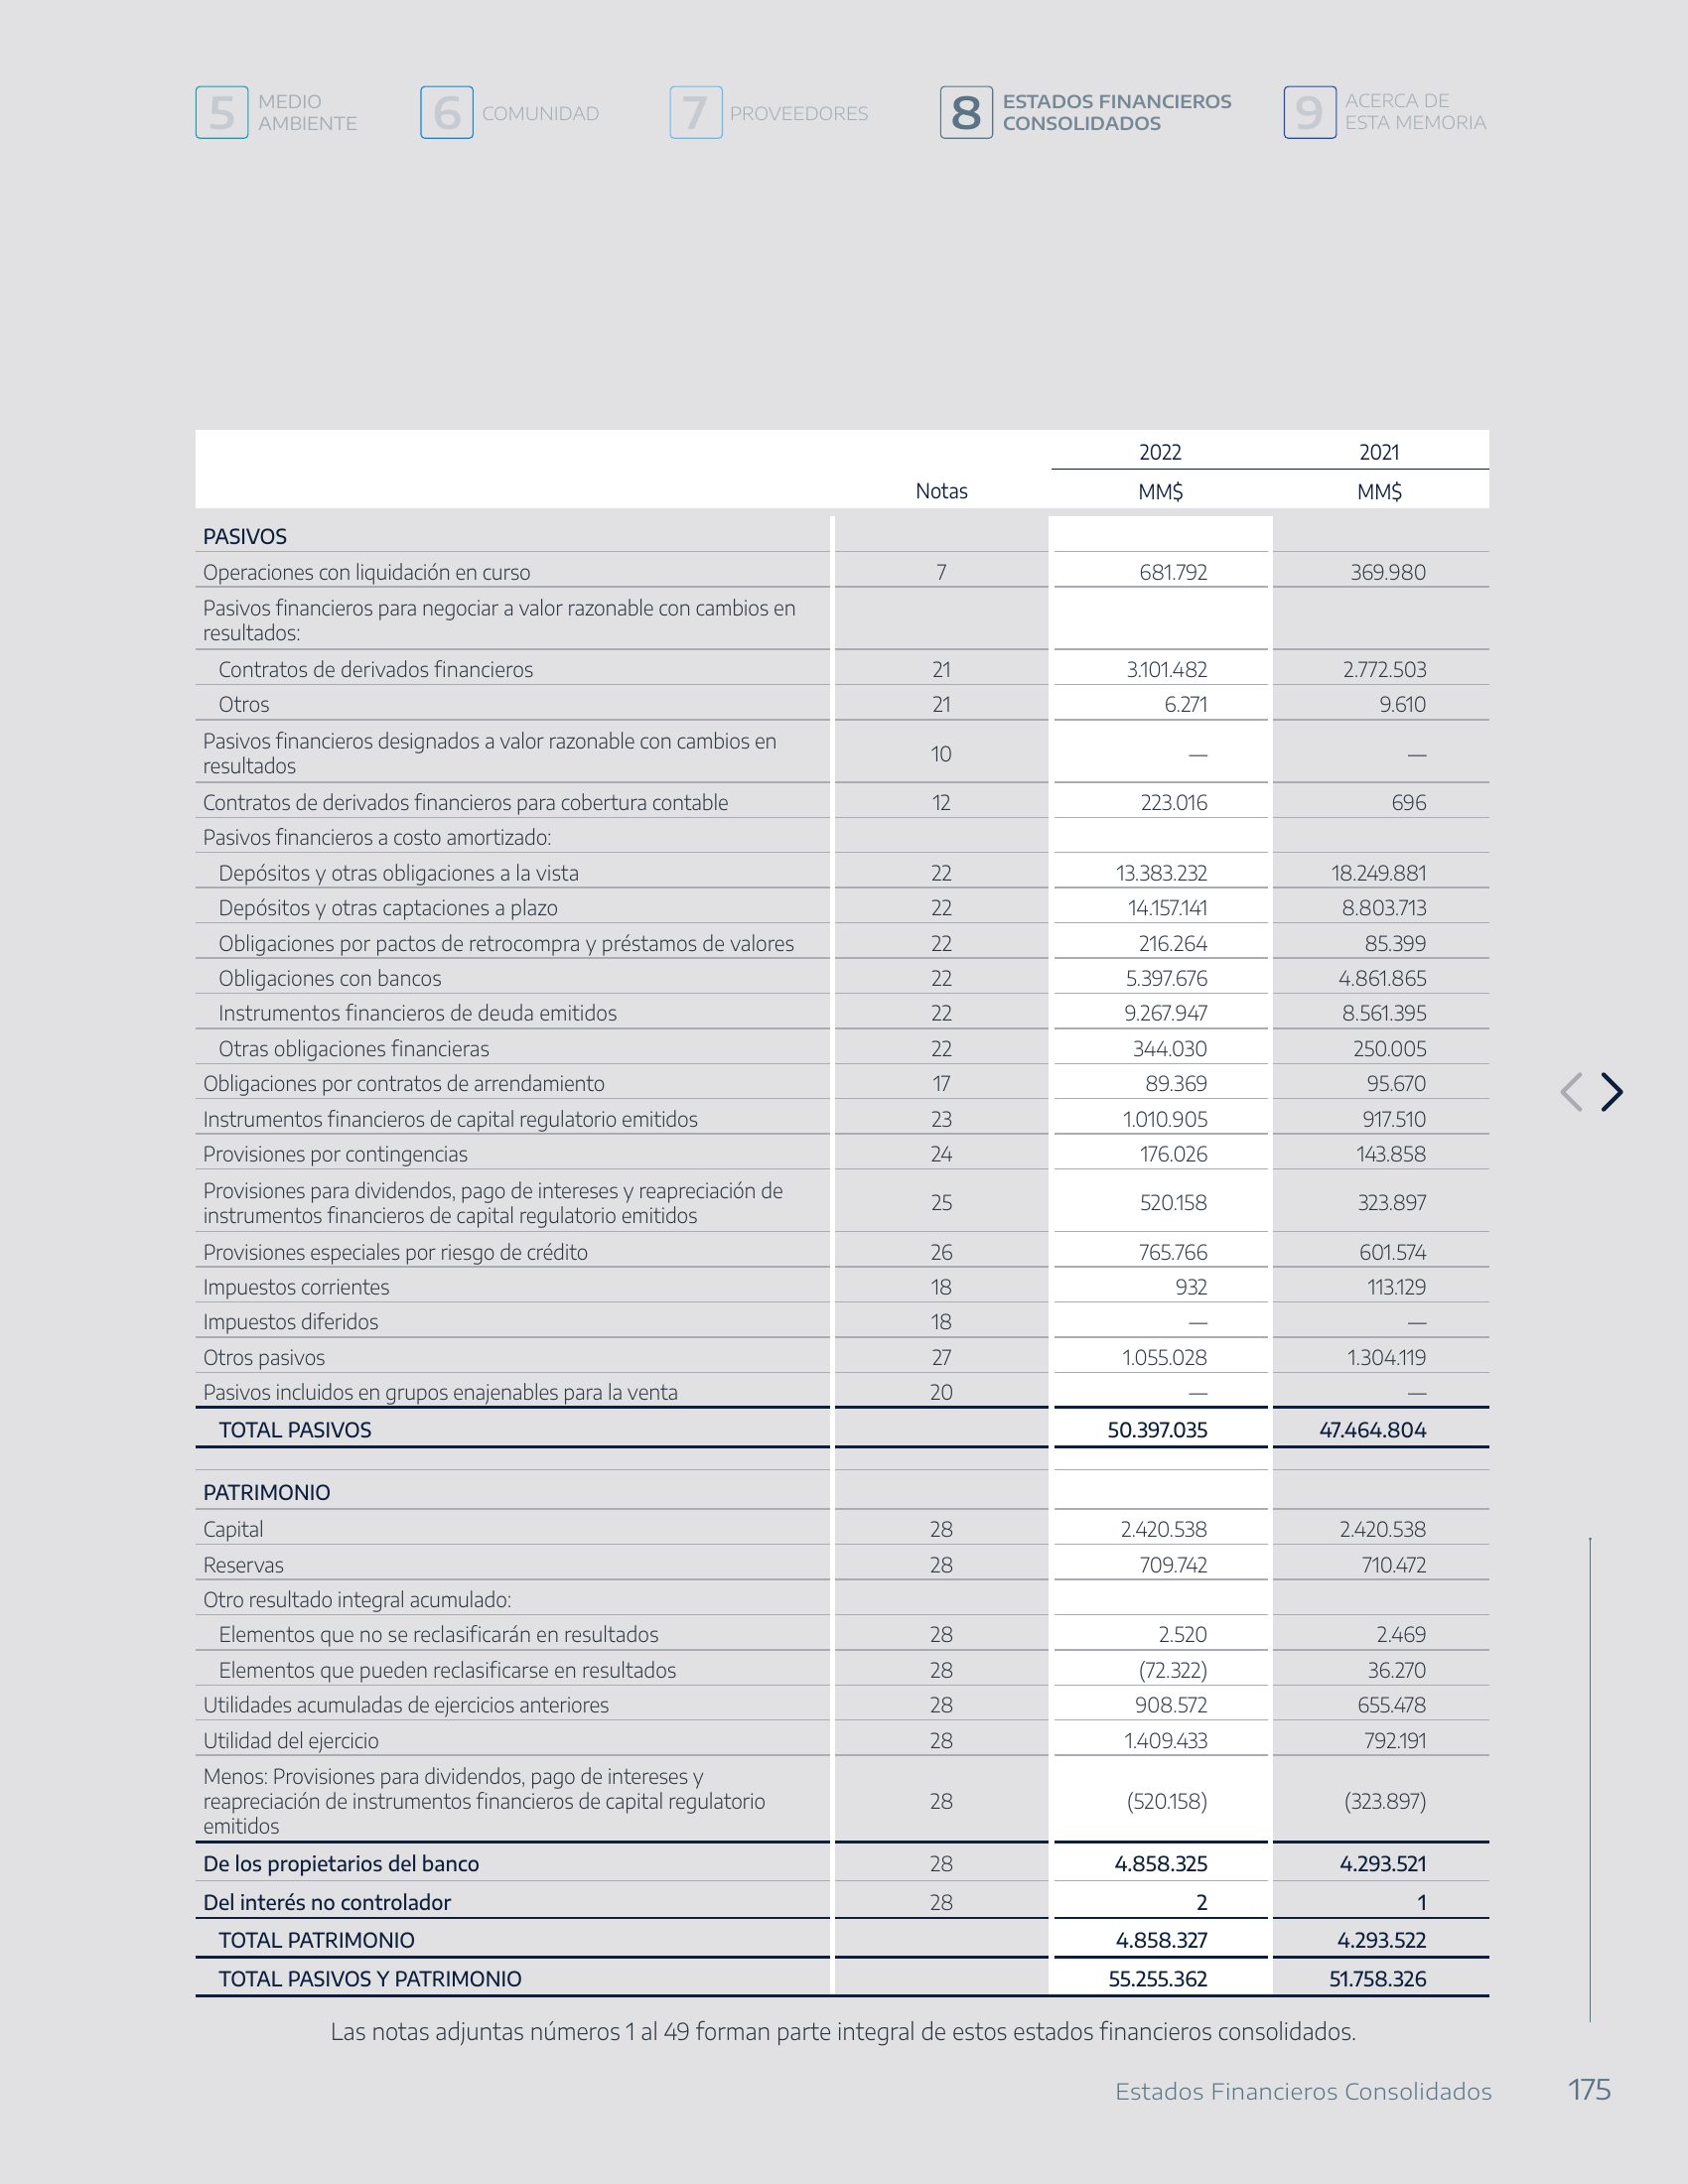 5 MEDIO AMBIENTE
6 COMUNIDAD
7 PROVEEDORES
8 ESTADOS FINANCIEROS CONSOLIDADOS
9 ACERCA DE ESTA MEMORIA
2022 2021
Notas MM$ MM$
PASIVOS
Operaciones con liquidación en curso 7 681.792 369.980
Pasivos financieros para negociar a valor razonable con cambios en
resultados:
Contratos de derivados financieros 21 3.101.482 2.772.503
Otros 21 6.271 9.610
Pasivos financieros designados a valor razonable con cambios en
resultados 10 — —
Contratos de derivados financieros para cobertura contable 12 223.016 696
Pasivos financieros a costo amortizado:
Depósitos y otras obligaciones a la vista 22 13.383.232 18.249.881
Depósitos y otras captaciones a plazo 22 14.157.141 8.803.713
Obligaciones por pactos de retrocompra y préstamos de valores 22 216.264 85.399
Obligaciones con bancos 22 5.397.676 4.861.865
Instrumentos financieros de deuda emitidos 22 9.267.947 8.561.395
Otras obligaciones financieras 22 344.030 250.005
Obligaciones por contratos de arrendamiento 17 89.369 95.670
Instrumentos financieros de capital regulatorio emitidos 23 1.010.905 917.510
Provisiones por contingencias 24 176.026 143.858
Provisiones para dividendos, pago de intereses y reapreciación de
instrumentos financieros de capital regulatorio emitidos 25 520.158 323.897
Provisiones especiales por riesgo de crédito 26 765.766 601.574
Impuestos corrientes 18 932 113.129
Impuestos diferidos 18 — —
Otros pasivos 27 1.055.028 1.304.119
Pasivos incluidos en grupos enajenables para la venta 20 — —
TOTAL PASIVOS 50.397.035 47.464.804
PATRIMONIO
Capital 28 2.420.538 2.420.538
Reservas 28 709.742 710.472
Otro resultado integral acumulado:
Elementos que no se reclasificarán en resultados 28 2.520 2.469
Elementos que pueden reclasificarse en resultados 28 (72.322) 36.270
Utilidades acumuladas de ejercicios anteriores 28 908.572 655.478
Utilidad del ejercicio 28 1.409.433 792.191
Menos: Provisiones para dividendos, pago de intereses y
reapreciación de instrumentos financieros de capital regulatorio
emitidos 28 (520.158) (323.897)
De los propietarios del banco 28 4.858.325 4.293.521
Del interés no controlador 28 2 1
TOTAL PATRIMONIO 4.858.327 4.293.522
TOTAL PASIVOS Y PATRIMONIO 55.255.362 51.758.326
Las notas adjuntas números 1 al 49 forman parte integral de estos estados financieros consolidados.
Estados Financieros Consolidados 175